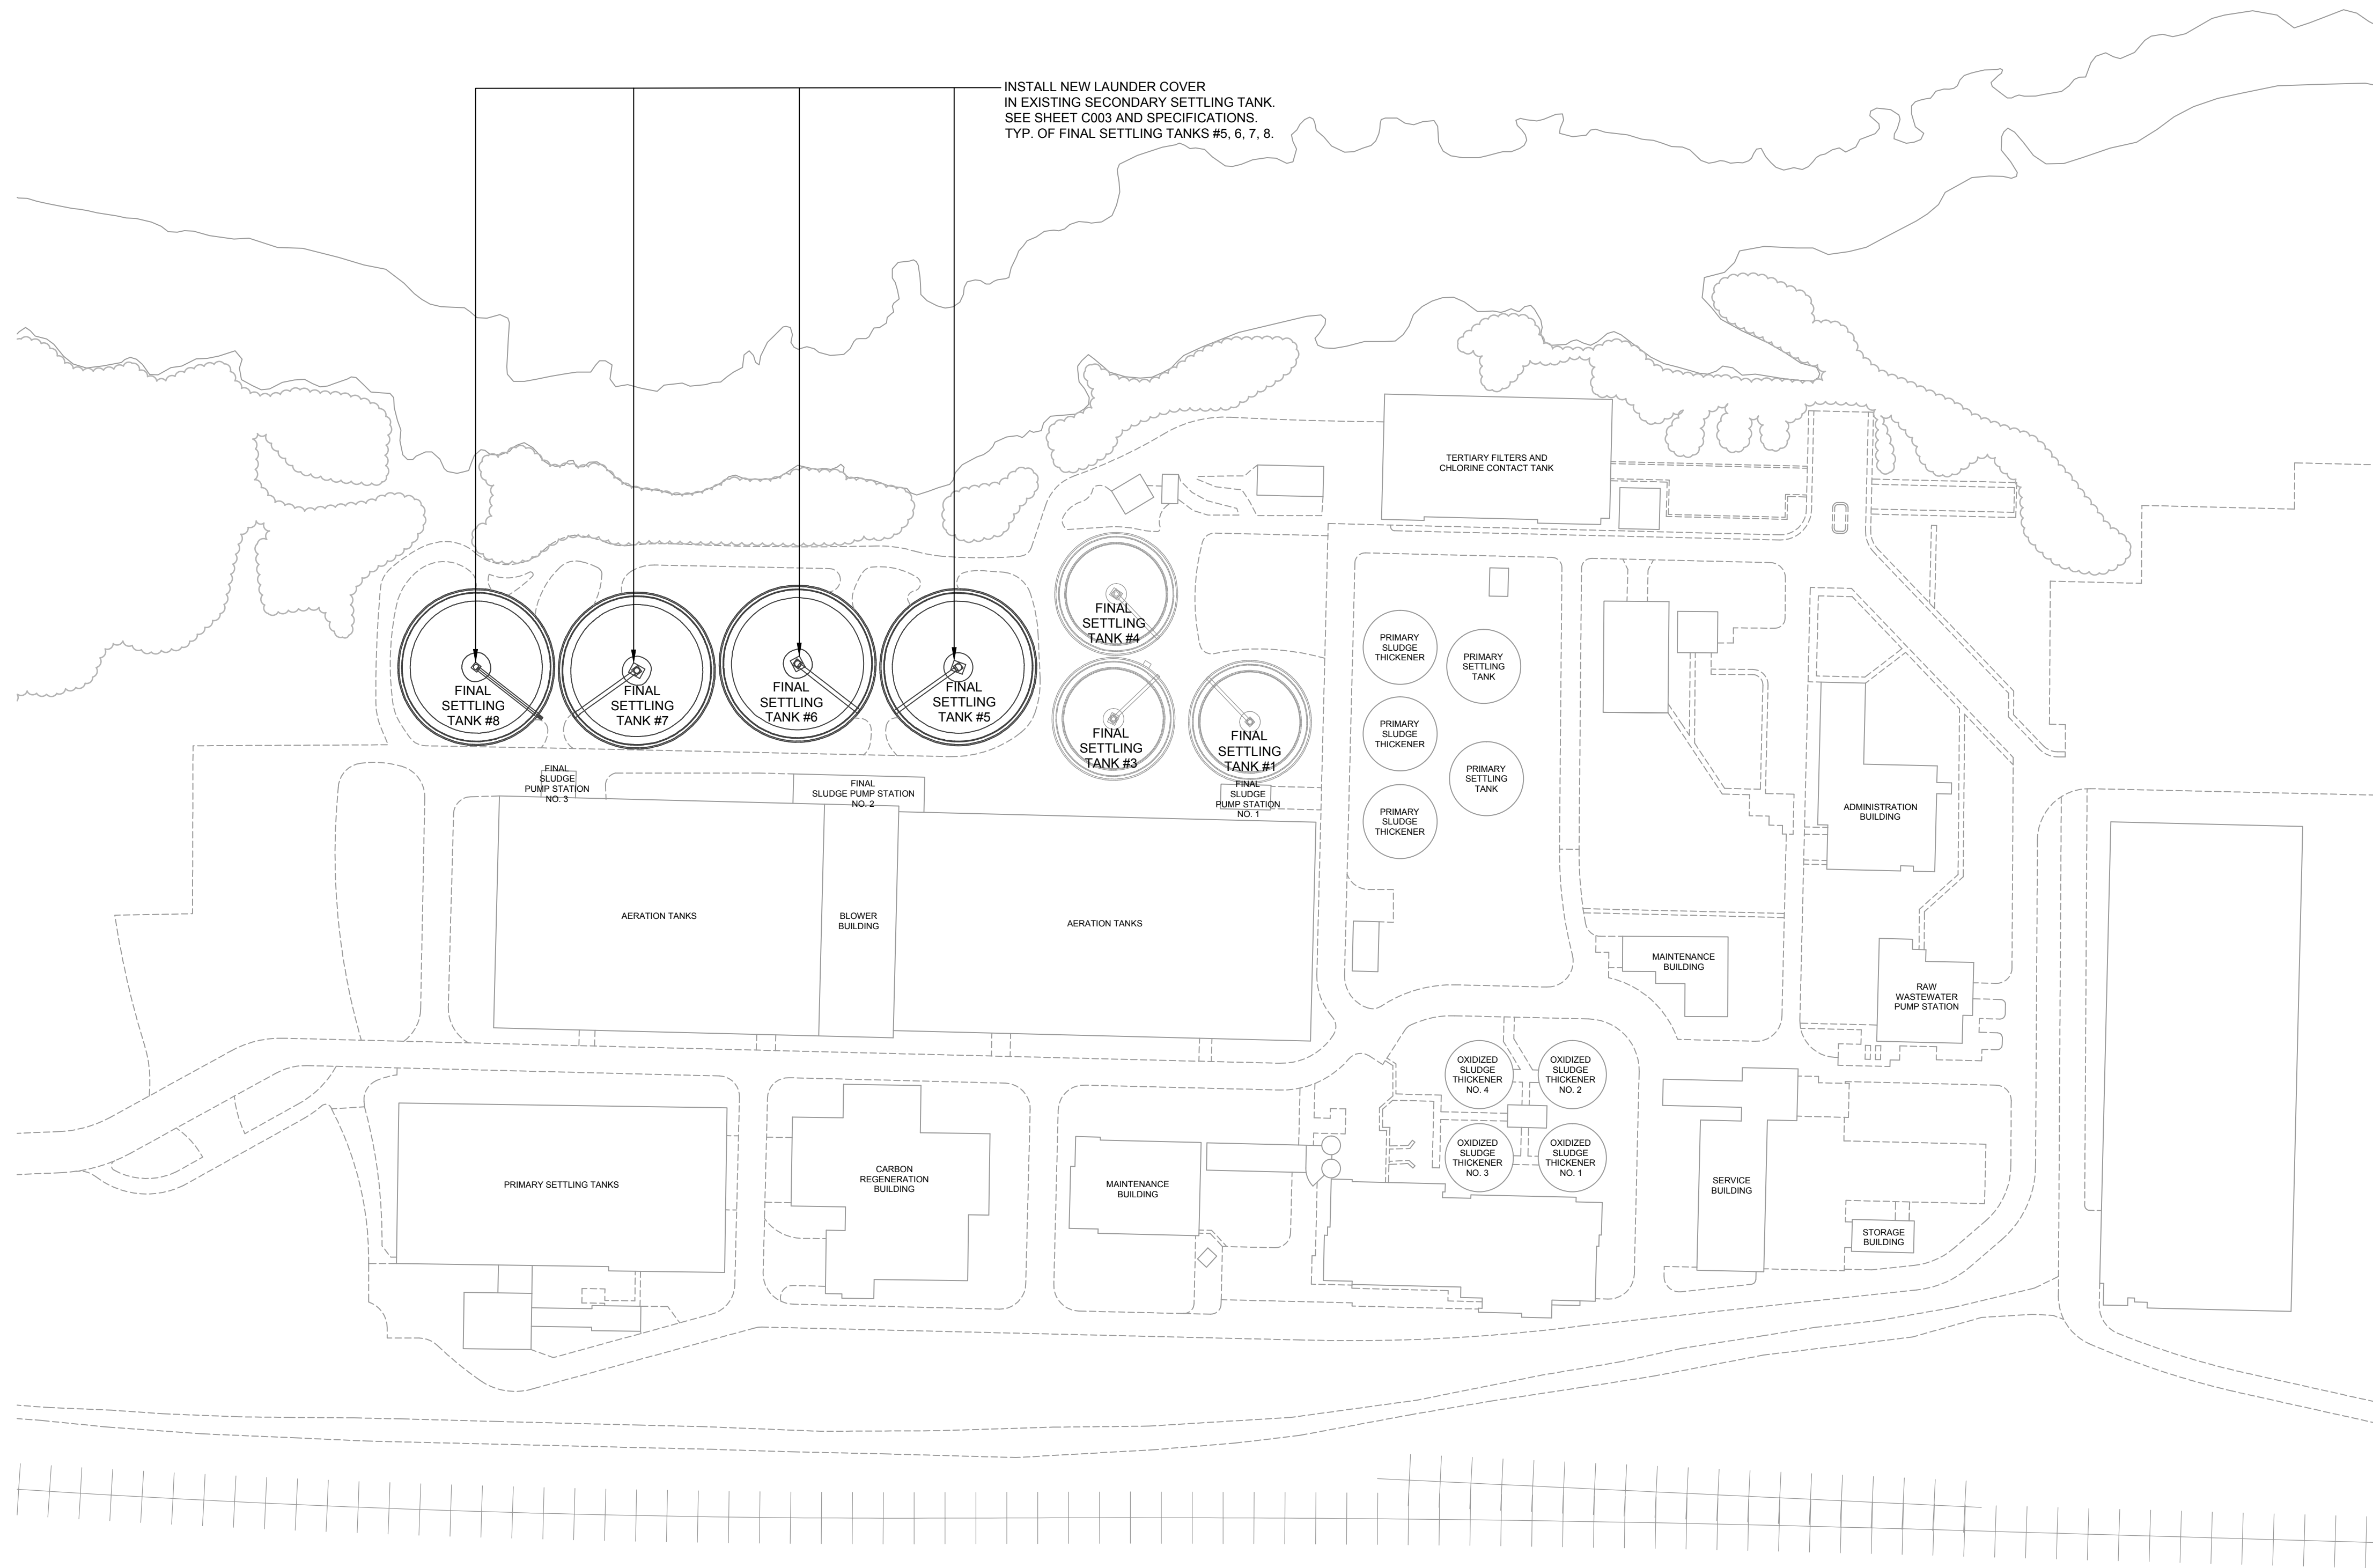 INSTALL NEW LAUNDER COVER
IN EXISTING SECONDARY SETTLING TANK.
SEE SHEET C003 AND SPECIFICATIONS.
TYP. OF FINAL SETTLING TANKS #5, 6, 7, 8.
TERTIARY FILTERS AND
CHLORINE CONTACT TANK
FINAL
SETTLING
TANK #8
FINAL
SETTLING
TANK #7
FINAL
SETTLING
TANK #6
FINAL
SETTLING
TANK #5
FINAL
SETTLING
TANK #4
FINAL
SETTLING
TANK #3
FINAL
SETTLING
TANK #1
PRIMARY
SLUDGE
THICKENER
PRIMARY
SETTLING
TANK
PRIMARY
SLUDGE
THICKENER
PRIMARY
SETTLING
TANK
PRIMARY
SLUDGE
THICKENER
FINAL
SLUDGE
PUMP STATION
NO. 3
FINAL
SLUDGE PUMP STATION
NO. 2
FINAL
SLUDGE
PUMP STATION
NO. 1
ADMINISTRATION
BUILDING
AERATION TANKS
BLOWER
BUILDING
AERATION TANKS
MAINTENANCE
BUILDING
RAW
WASTEWATER
PUMP STATION
OXIDIZED
SLUDGE
THICKENER
NO. 4
OXIDIZED
SLUDGE
THICKENER
NO. 2
OXIDIZED
SLUDGE
THICKENER
NO. 3
OXIDIZED
SLUDGE
THICKENER
NO. 1
PRIMARY SETTLING TANKS
CARBON
REGENERATION
BUILDING
MAINTENANCE
BUILDING
SERVICE
BUILDING
STORAGE
BUILDING